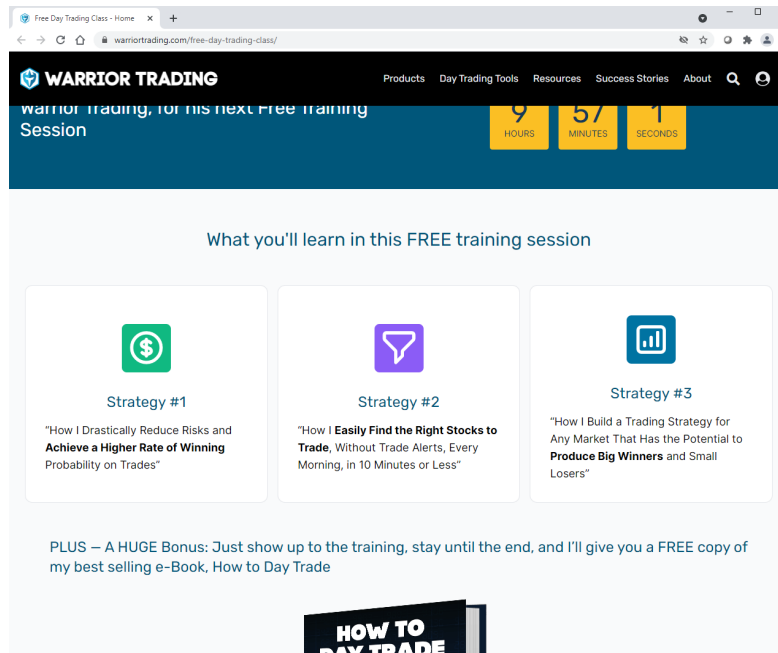 Free Day Trading Class - Home
warriortrading.com/free-day-trading-class/
WARRIOR TRADING
Products Day Trading Tools Resources Success Stories About
Warrior Trading, for his next Free Training
Session
9 57 1
HOURS MINUTES SECONDS
What you'll learn in this FREE training session
Strategy #1
“How I Drastically Reduce Risks and
Achieve a Higher Rate of Winning
Probability on Trades”
Strategy #2
“How I Easily Find the Right Stocks to
Trade, Without Trade Alerts, Every
Morning, in 10 Minutes or Less”
Strategy #3
“How I Build a Trading Strategy for
Any Market That Has the Potential to
Produce Big Winners and Small
Losers”
PLUS — A HUGE Bonus: Just show up to the training, stay until the end, and I’ll give you a FREE copy of
my best selling e-Book, How to Day Trade
HOW TO
DAY TRADE